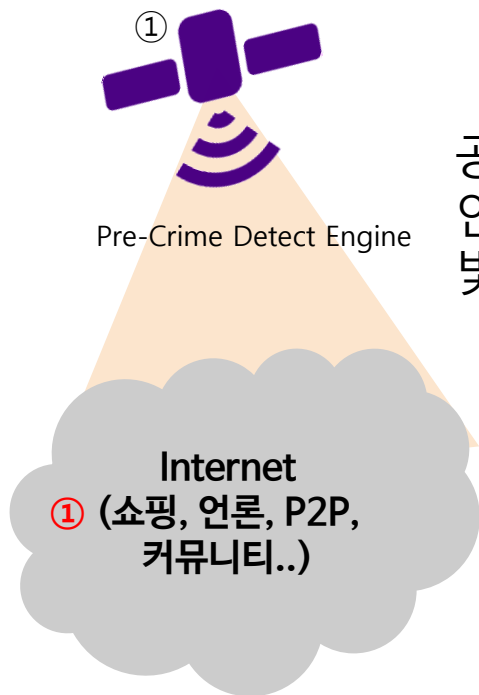 ①
Pre-Crime Detect Engine
Internet
① (쇼핑, 언론, P2P,
커뮤니티..)